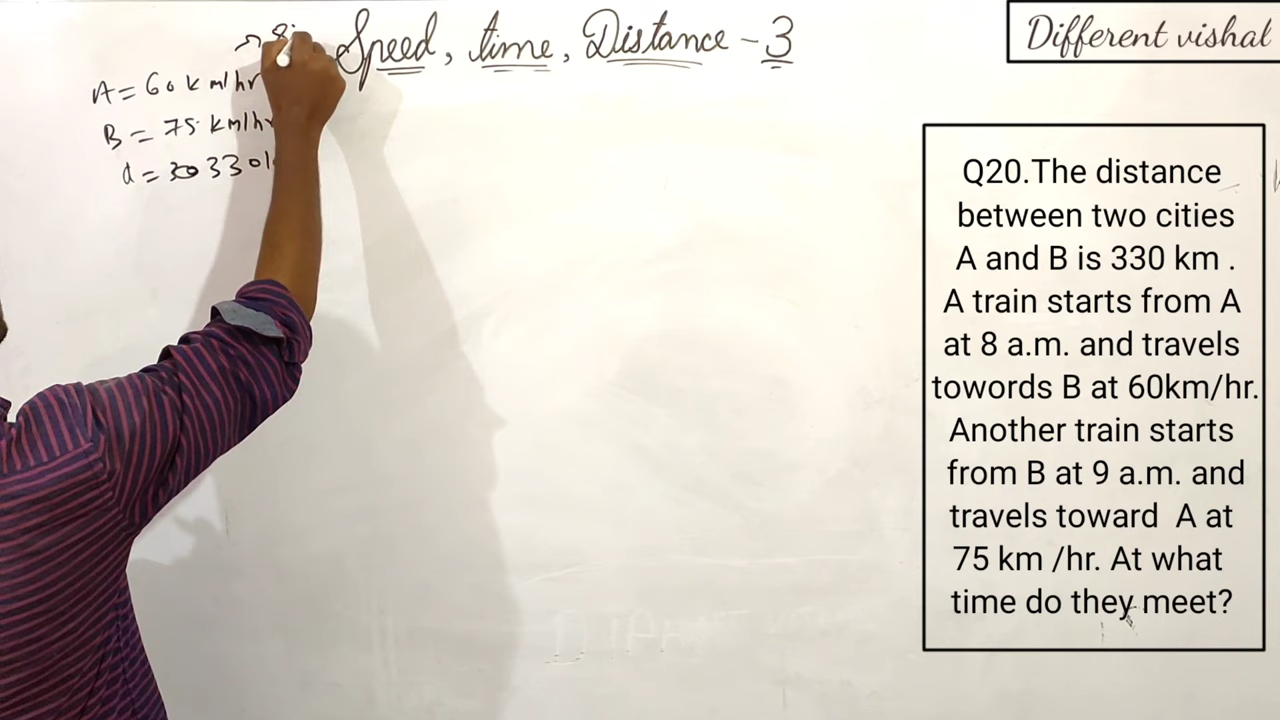 Speed, time, Distance - 3
Different vishal
→ 8
A = 60 km/hr
B = 75 km/hr
d = 330
Q20.The distance
between two cities
A and B is 330 km .
A train starts from A
at 8 a.m. and travels
towords B at 60km/hr.
Another train starts
from B at 9 a.m. and
travels toward A at
75 km /hr. At what
time do they meet?